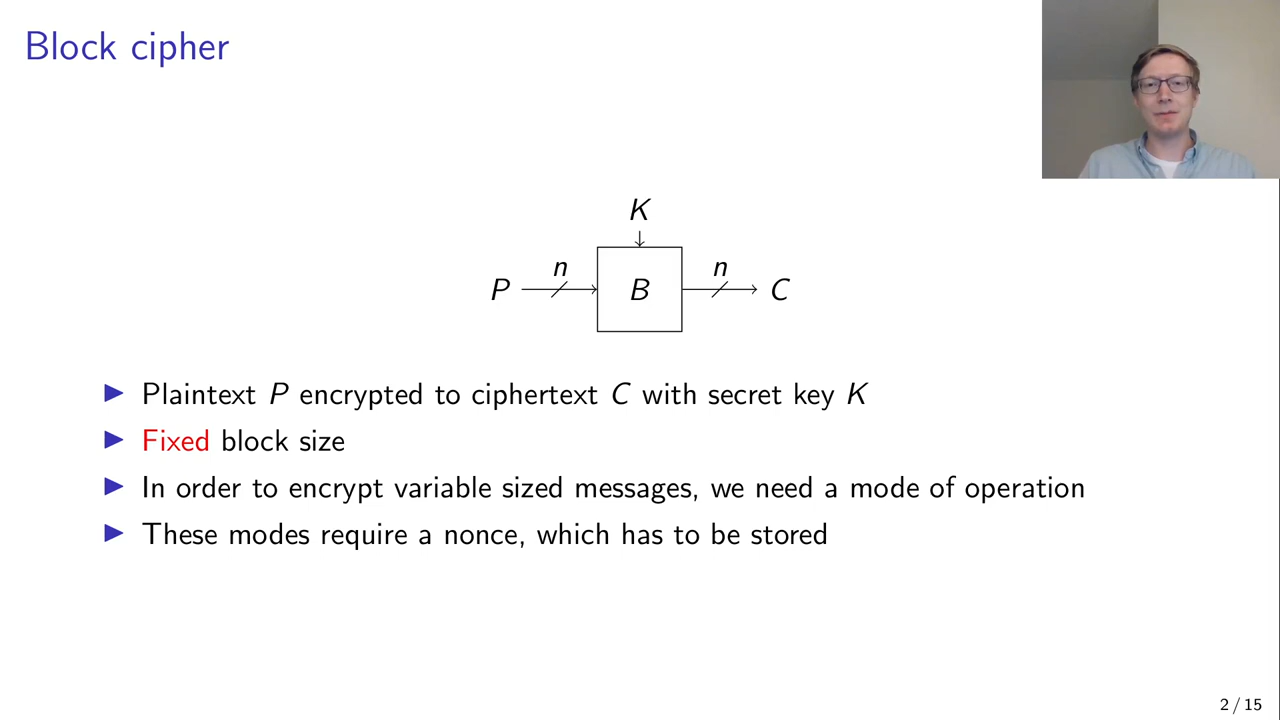 Block cipher
K
n
n
P
B
C
▶ Plaintext P encrypted to ciphertext C with secret key K
▶ Fixed block size
▶ In order to encrypt variable sized messages, we need a mode of operation
▶ These modes require a nonce, which has to be stored
2 / 15